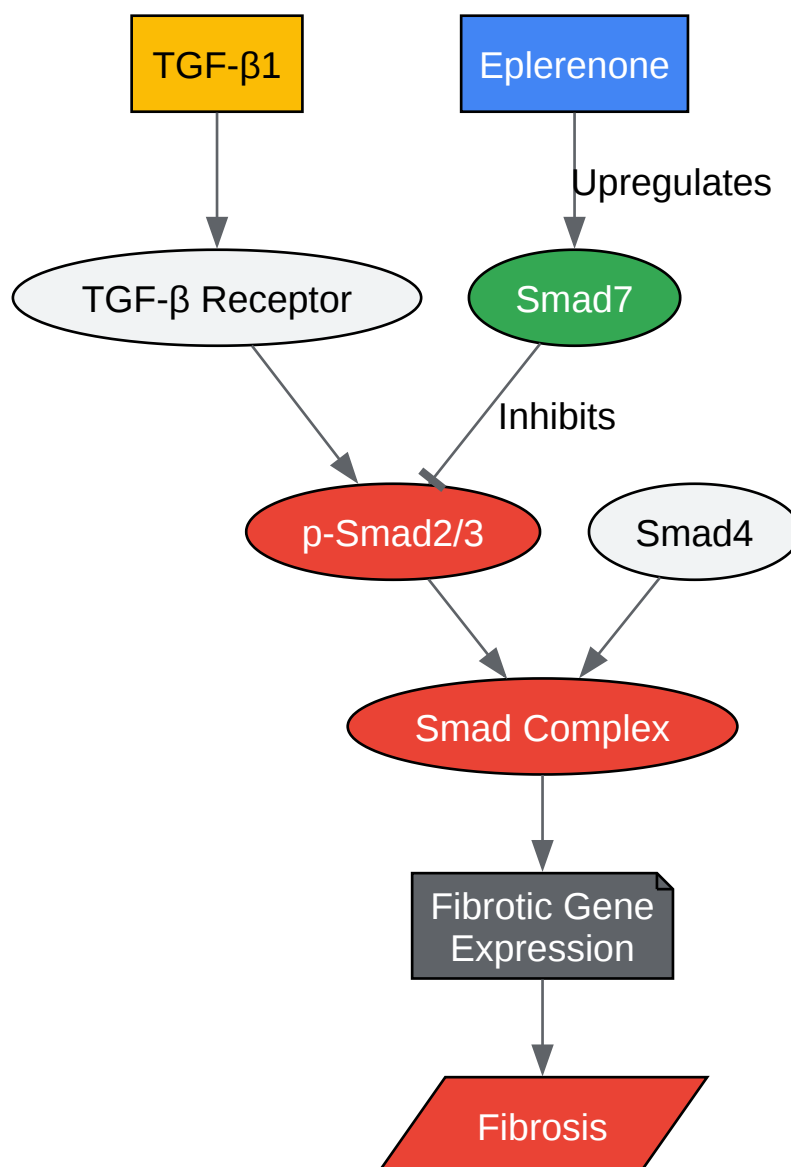 TGF-β1
Eplerenone
Upregulates
TGF-β Receptor
Smad7
Inhibits
p-Smad2/3
Smad4
Smad Complex
Fibrotic Gene
Expression
Fibrosis